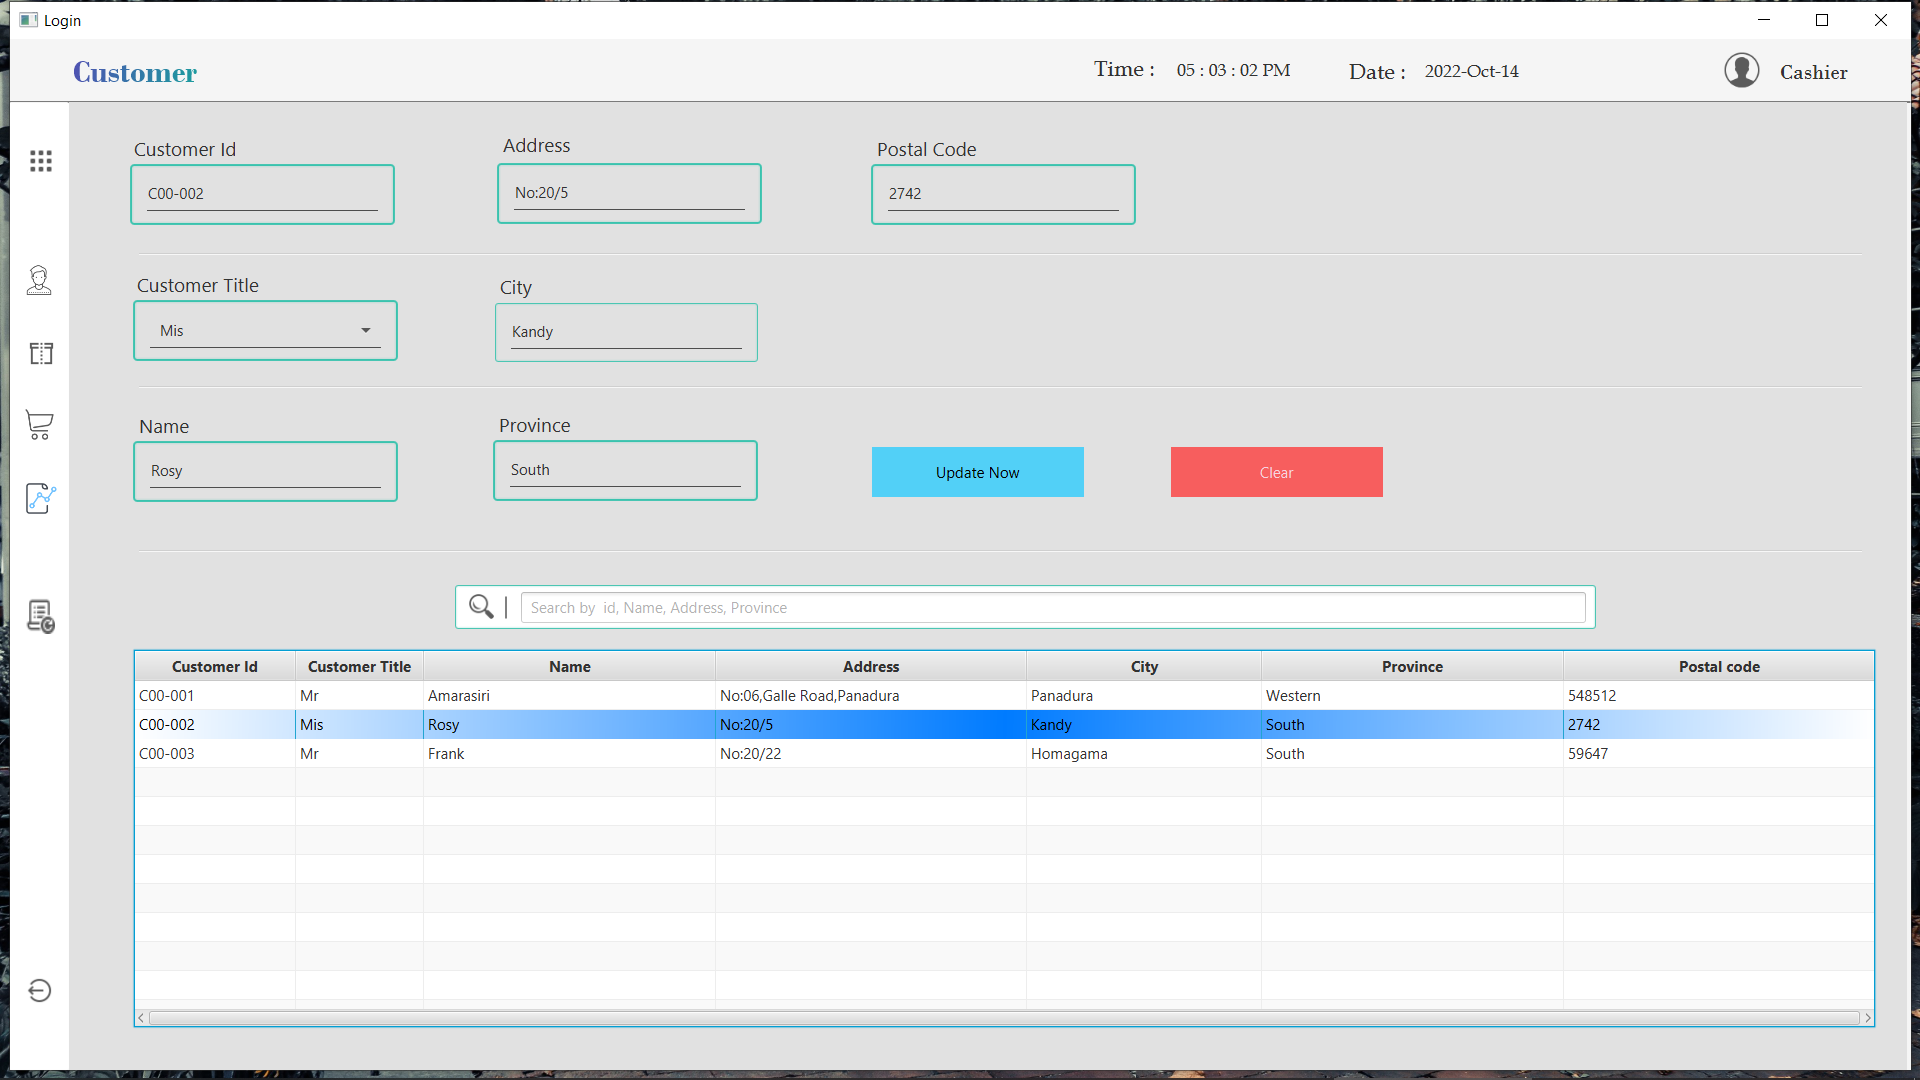 Login
Customer
Time : 05 : 03 : 02 PM Date : 2022-Oct-14 Cashier
Customer Id Address Postal Code
C00-002 No:20/5 2742
Customer Title City
Mis Kandy
Name Province
Rosy South Update Now Clear
Search by id, Name, Address, Province
Customer Id Customer Title Name Address City Province Postal code
C00-001 Mr Amarasiri No:06,Galle Road,Panadura Panadura Western 548512
C00-002 Mis Rosy No:20/5 Kandy South 2742
C00-003 Mr Frank No:20/22 Homagama South 59647